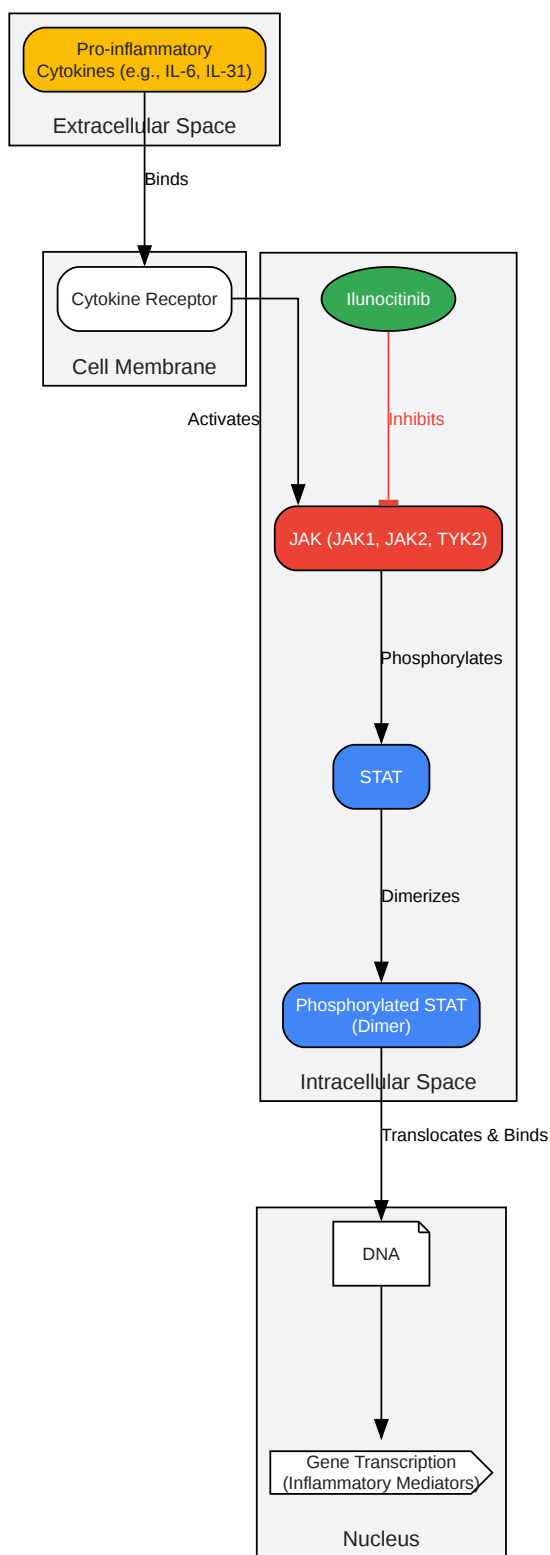 Pro-inflammatory
Cytokines (e.g., IL-6, IL-31)
Extracellular Space
Binds
Cytokine Receptor
Cell Membrane
Ilunocitinib
Activates
Inhibits
JAK (JAK1, JAK2, TYK2)
Phosphorylates
STAT
Dimerizes
Phosphorylated STAT
(Dimer)
Intracellular Space
Translocates & Binds
DNA
Gene Transcription
(Inflammatory Mediators)
Nucleus